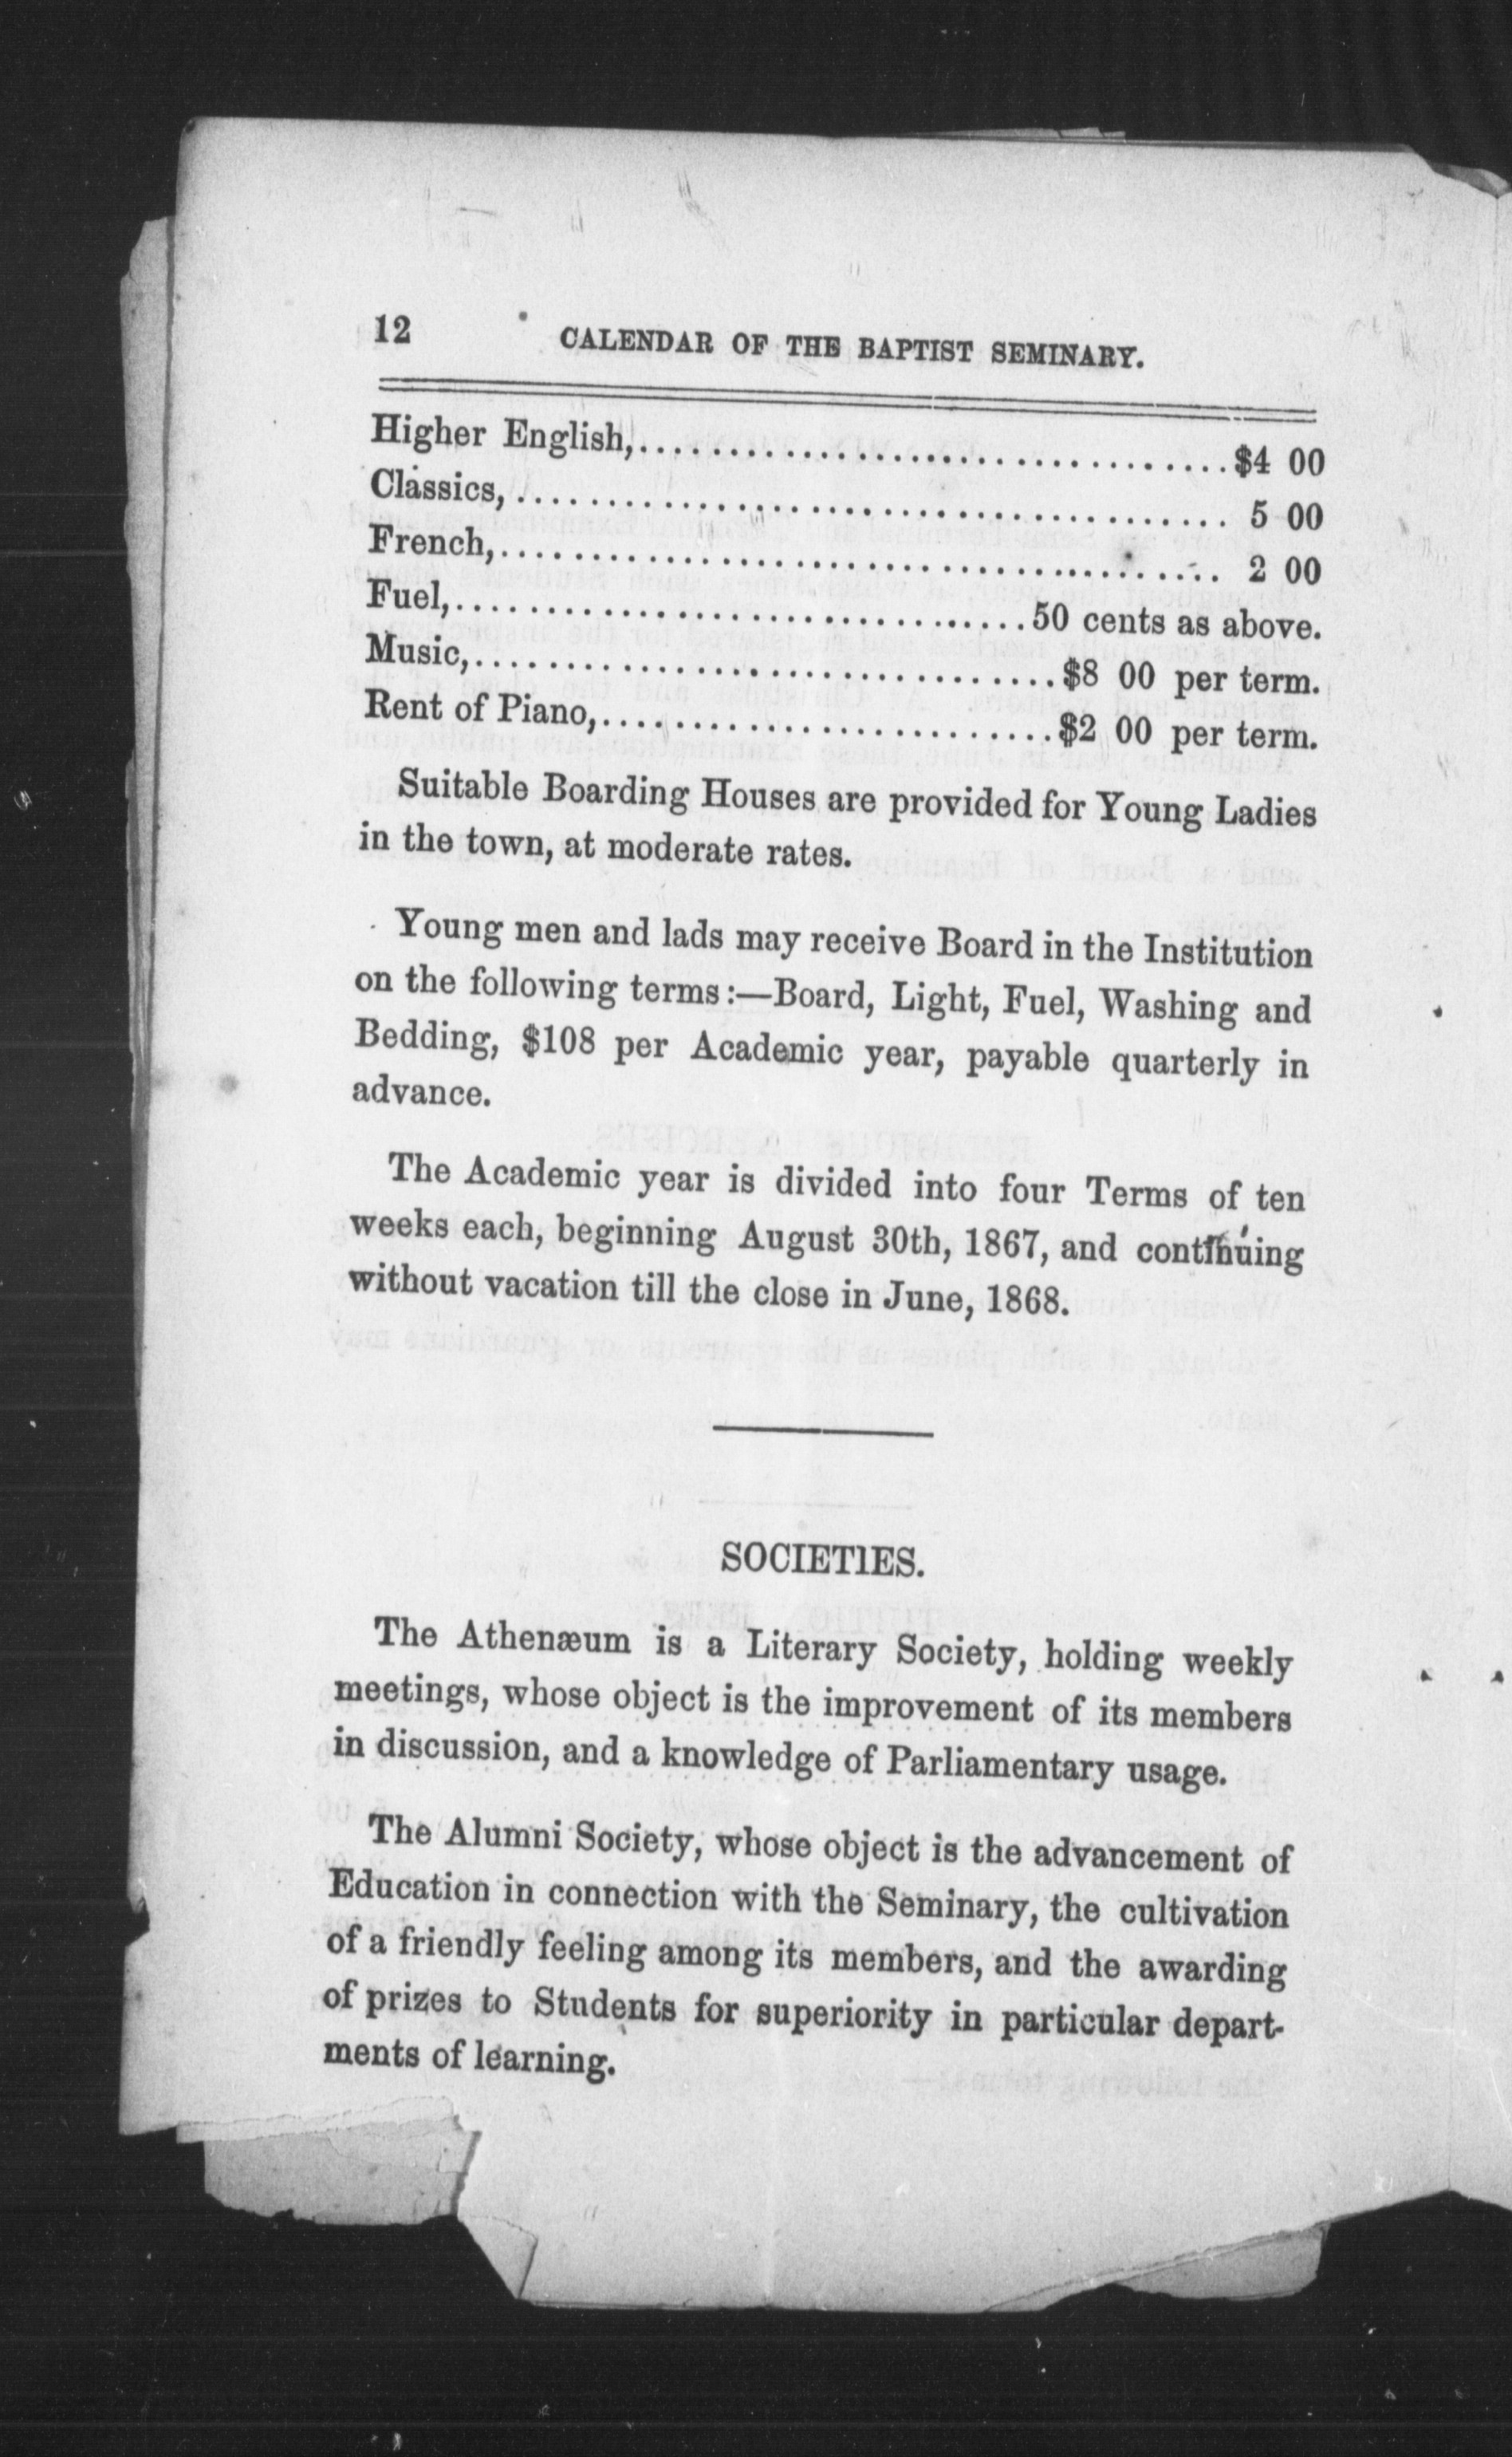 12 CALENDAR OF THE BAPTIST SEMINARY.
Higher English,....................................$4 00
Classics,.......................................... 5 00
French,............................................ 2 00
Fuel,..................................50 cents as above.
Music,...................................$8 00 per term.
Rent of Piano,...........................$2 00 per term.
Suitable Boarding Houses are provided for Young Ladies
in the town, at moderate rates.
Young men and lads may receive Board in the Institution
on the following terms:—Board, Light, Fuel, Washing and
Bedding, $108 per Academic year, payable quarterly in
advance.
The Academic year is divided into four Terms of ten
weeks each, beginning August 30th, 1867, and continuing
without vacation till the close in June, 1868.
SOCIETIES.
The Athenæum is a Literary Society, holding weekly
meetings, whose object is the improvement of its members
in discussion, and a knowledge of Parliamentary usage.
The Alumni Society, whose object is the advancement of
Education in connection with the Seminary, the cultivation
of a friendly feeling among its members, and the awarding
of prizes to Students for superiority in particular depart-
ments of learning.